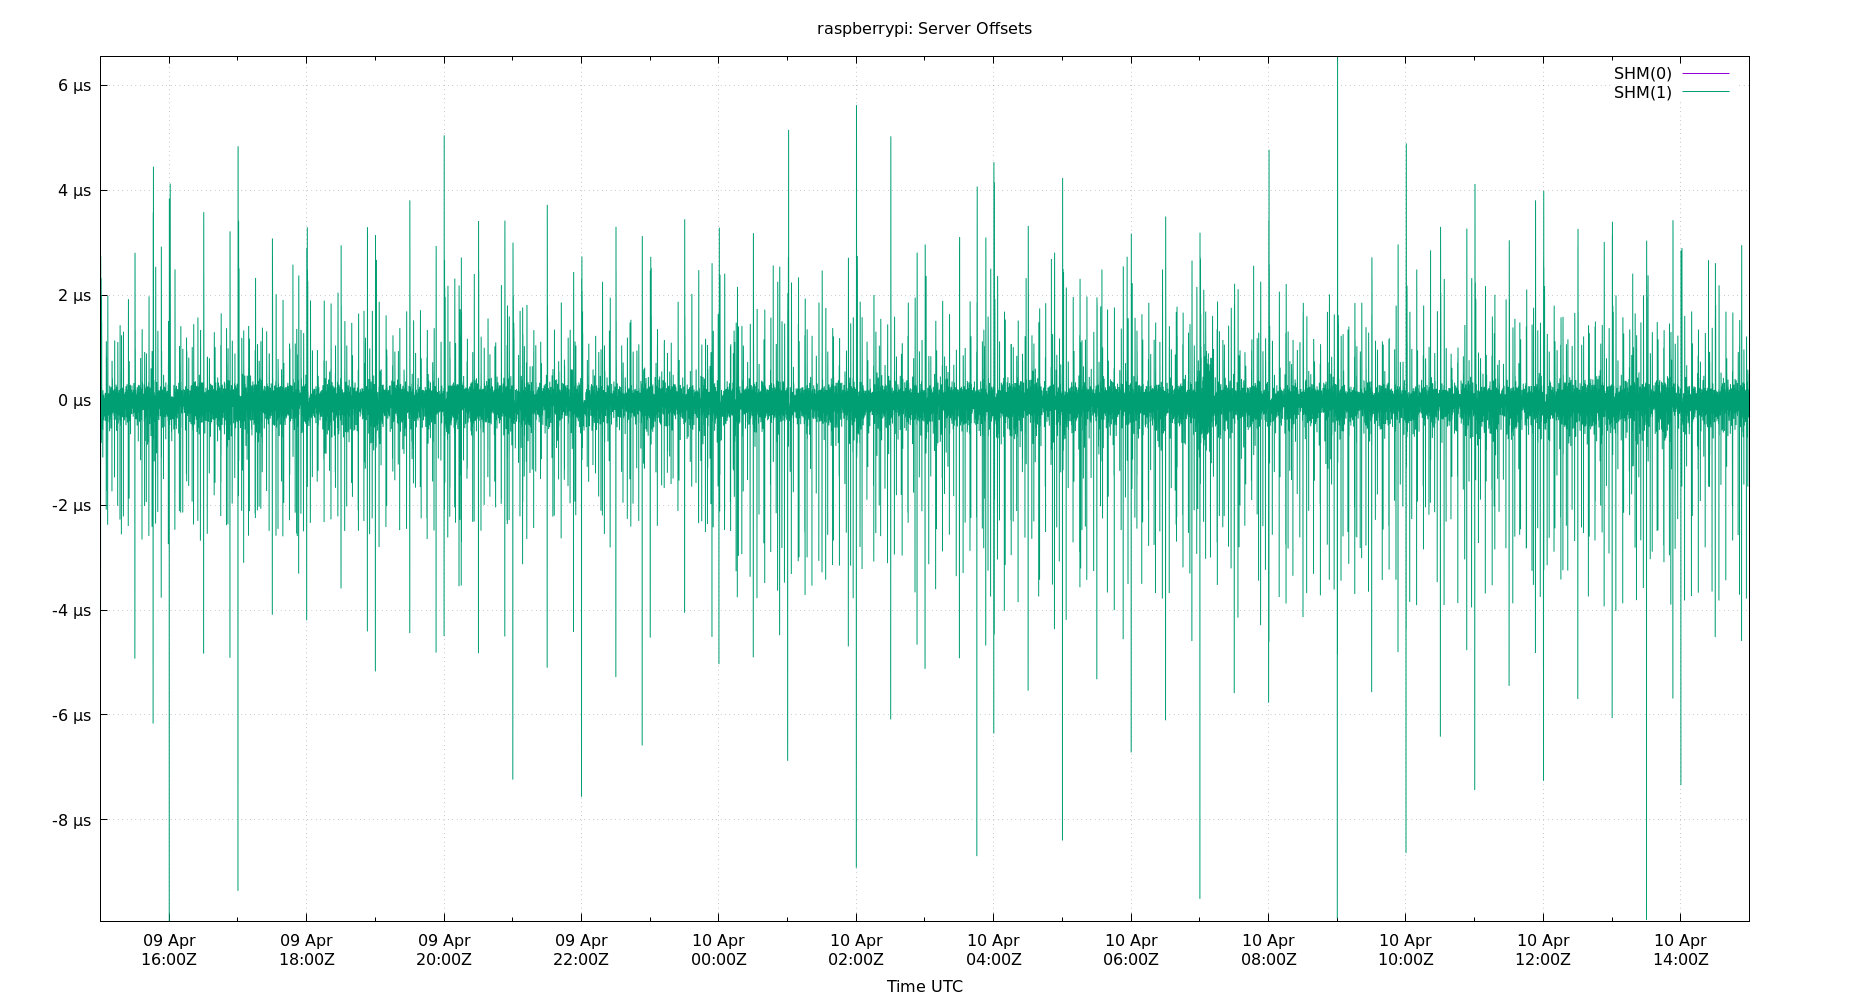 raspberrypi: Server Offsets
SHM(0)
SHM(1)
6 µs
4 µs
2 µs
0 µs
-2 µs
-4 µs
-6 µs
-8 µs
09 Apr 09 Apr 09 Apr 09 Apr 10 Apr 10 Apr 10 Apr 10 Apr 10 Apr 10 Apr 10 Apr 10 Apr
16:00Z 18:00Z 20:00Z 22:00Z 00:00Z 02:00Z 04:00Z 06:00Z 08:00Z 10:00Z 12:00Z 14:00Z
Time UTC